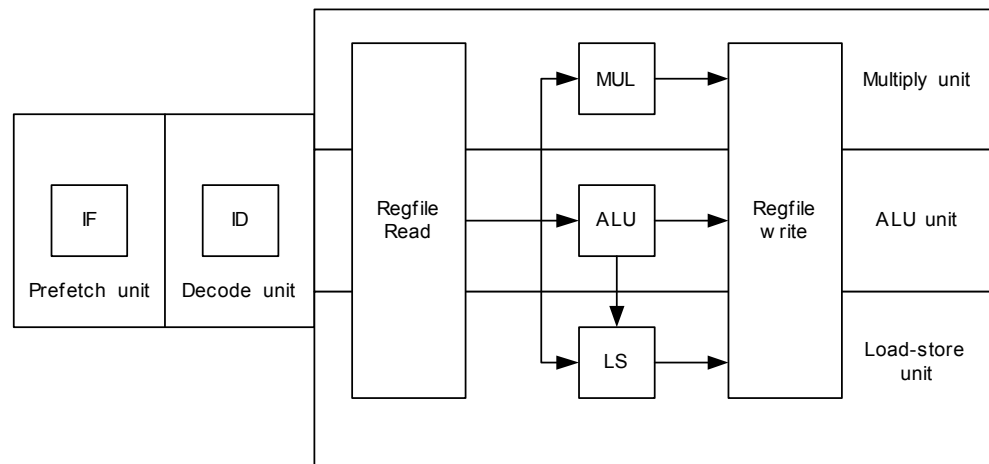 MUL
Multiply unit
IF
ID
Regfile
Read
ALU
Regfile
write
ALU unit
Prefetch unit
Decode unit
LS
Load-store
unit